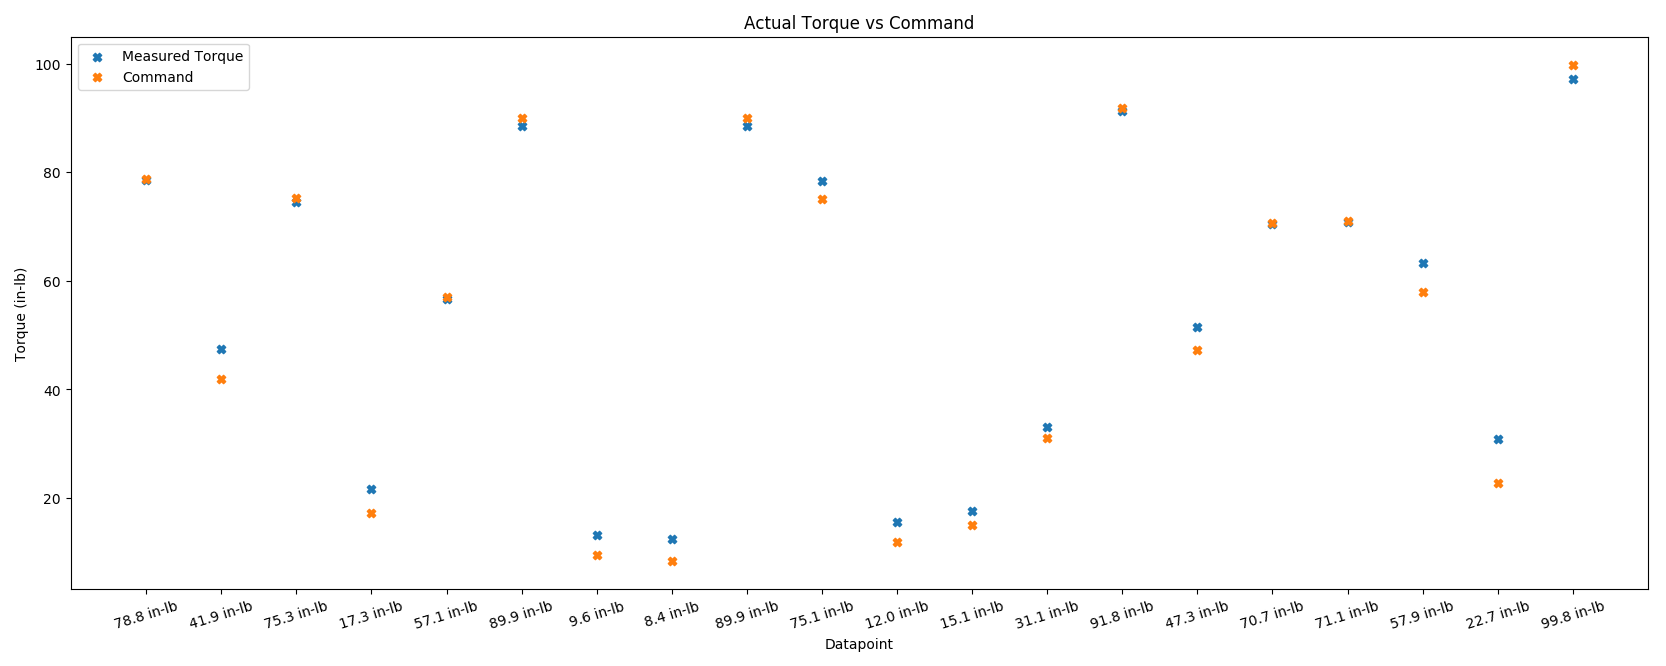 Actual Torque vs Command
Measured Torque
Command
100
80
60
40
20
Torque (in-lb)
78.8 in-lb
41.9 in-lb
75.3 in-lb
17.3 in-lb
57.1 in-lb
89.9 in-lb
9.6 in-lb
8.4 in-lb
89.9 in-lb
75.1 in-lb
12.0 in-lb
15.1 in-lb
31.1 in-lb
91.8 in-lb
47.3 in-lb
70.7 in-lb
71.1 in-lb
57.9 in-lb
22.7 in-lb
99.8 in-lb
Datapoint